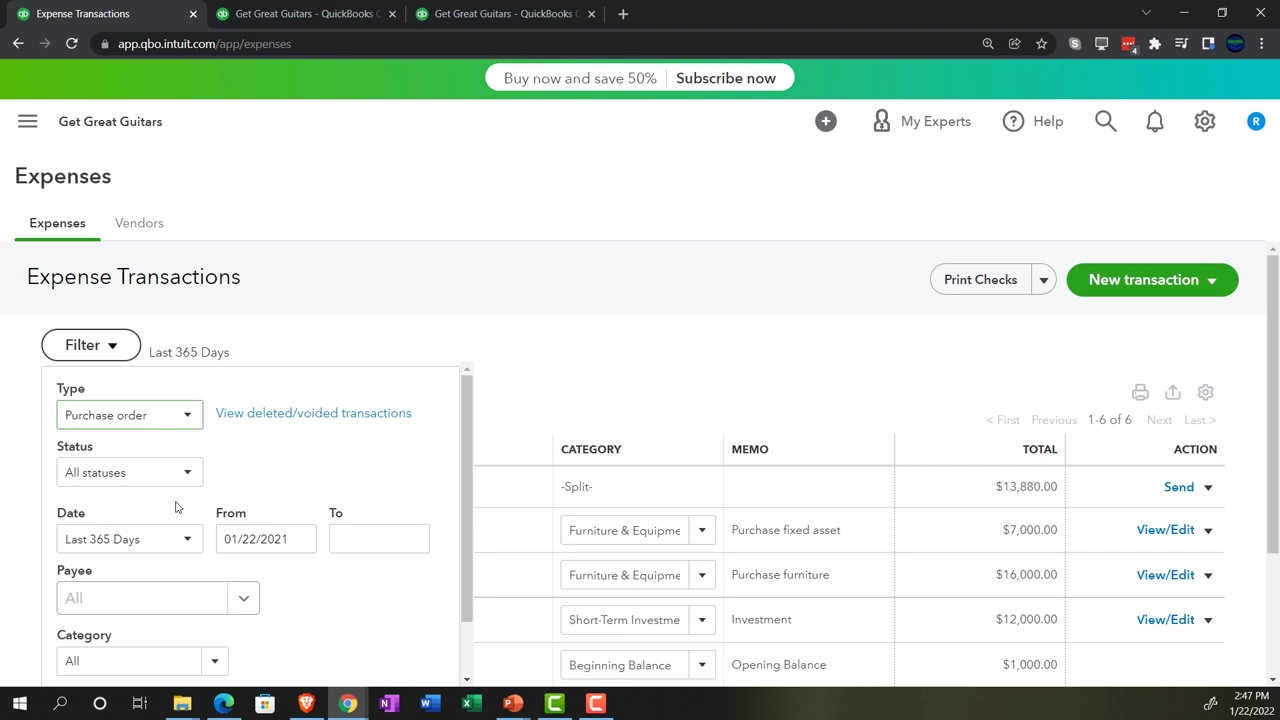 Expense Transactions
Get Great Guitars - QuickBooks O
Get Great Guitars - QuickBooks O
app.qbo.intuit.com/app/expenses
4
Buy now and save 50%
Subscribe now
Get Great Guitars
My Experts
Help
R
Expenses
Expenses
Vendors
Expense Transactions
Print Checks
New transaction
Filter
Last 365 Days
Type
Purchase order
View deleted/voided transactions
Status
All statuses
Date
From
To
Last 365 Days
01/22/2021
Payee
All
Category
All
< First Previous 1-6 of 6 Next Last >
CATEGORY MEMO TOTAL ACTION
-Split- $13,880.00 Send
Furniture & Equipme Purchase fixed asset $7,000.00 View/Edit
Furniture & Equipme Purchase furniture $16,000.00 View/Edit
Short-Term Investme Investment $12,000.00 View/Edit
Beginning Balance Opening Balance $1,000.00
2:47 PM
1/22/2022